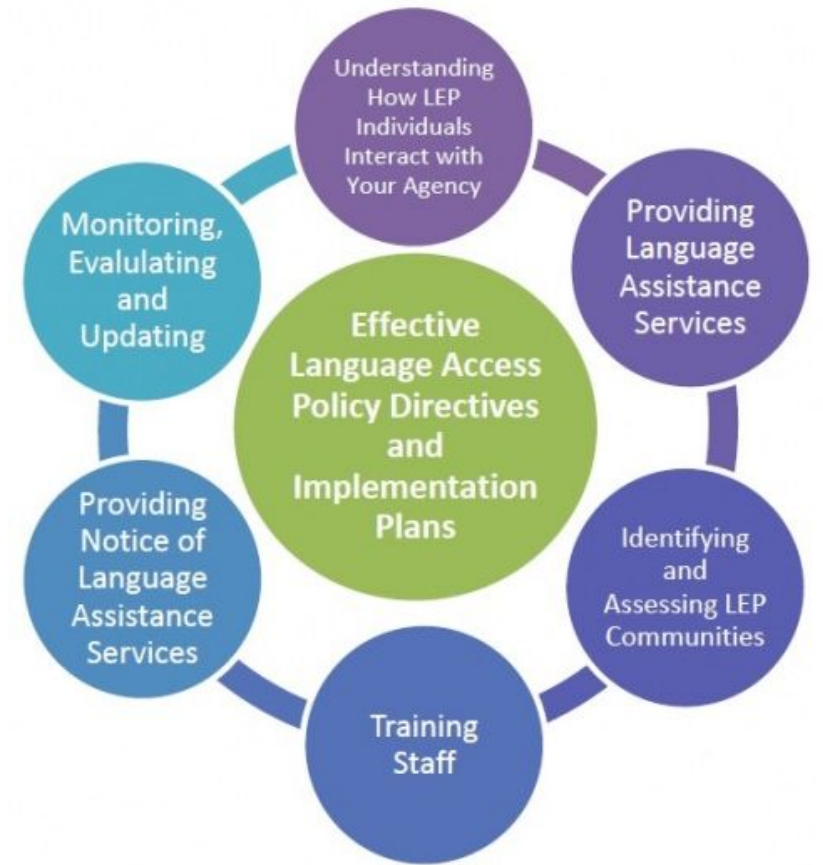 Understanding
How LEP
Individuals
Interact with
Your Agency
Providing
Language
Assistance
Services
Identifying
and
Assessing LEP
Communities
Training
Staff
Providing
Notice of
Language
Assistance
Services
Monitoring,
Evalulating
and
Updating
Effective
Language Access
Policy Directives
and
Implementation
Plans